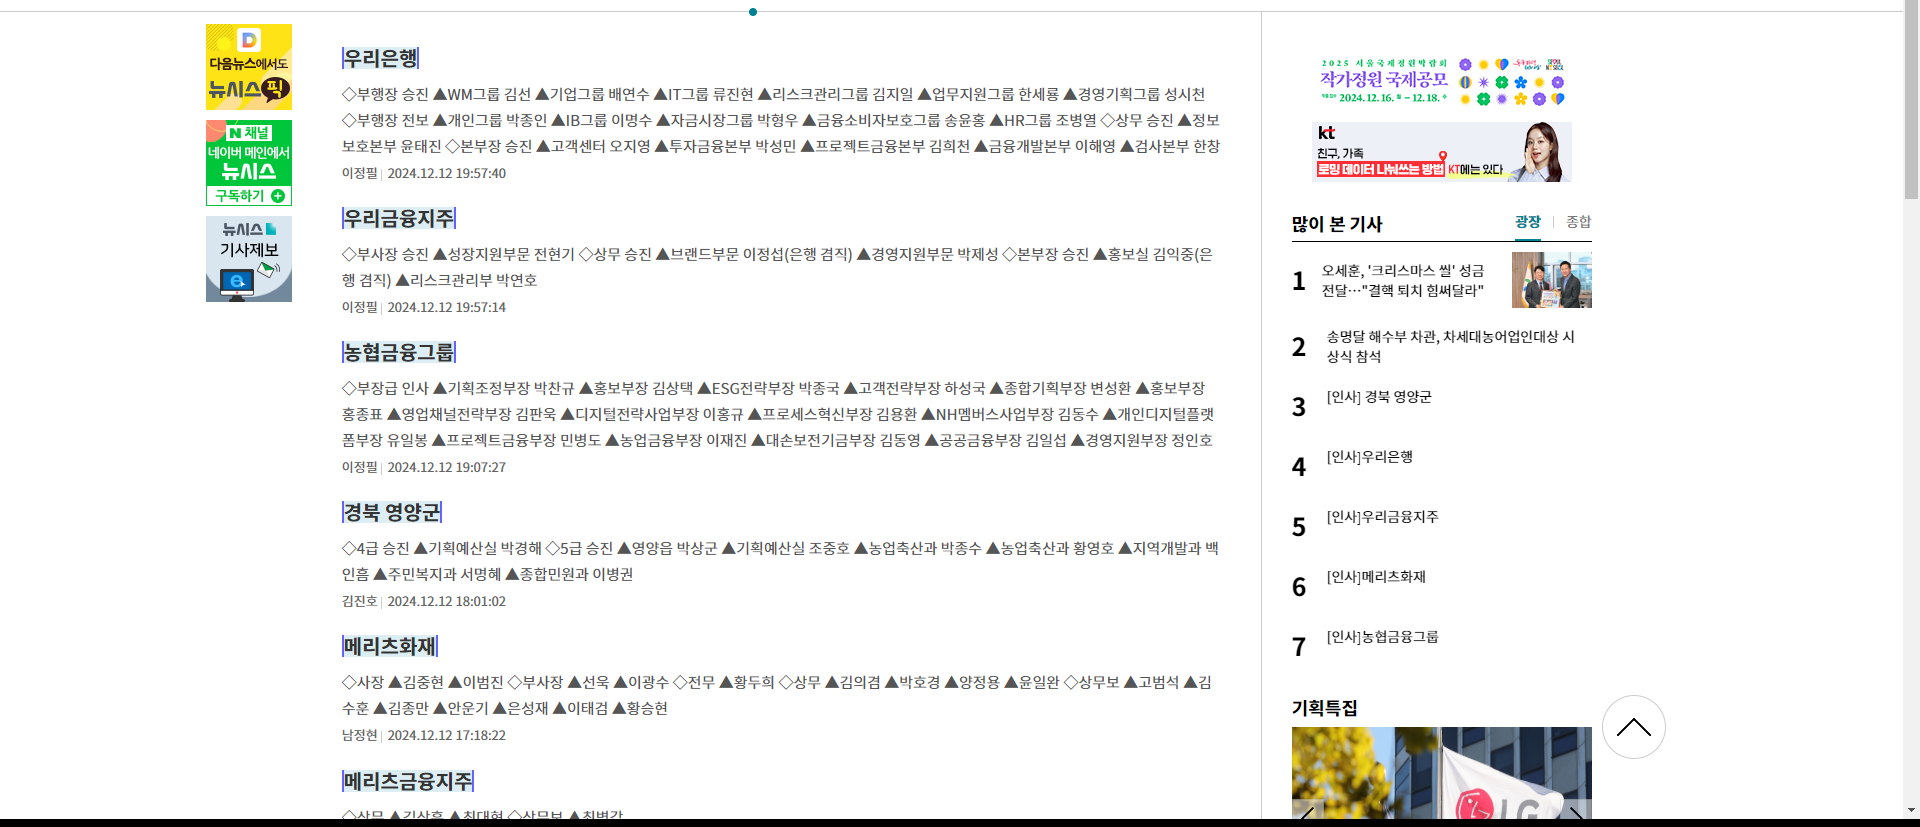 다음뉴스에서도
뉴시스픽
N 채널
네이버 메인에서
뉴시스
구독하기
뉴시스
기사제보
우리은행
◇부행장 승진 ▲WM그룹 김선 ▲기업그룹 배연수 ▲IT그룹 류진현 ▲리스크관리그룹 김지일 ▲업무지원그룹 한세룡 ▲경영기획그룹 성시천
◇부행장 전보 ▲개인그룹 박종인 ▲IB그룹 이명수 ▲자금시장그룹 박형우 ▲금융소비자보호그룹 송윤홍 ▲HR그룹 조병열 ◇상무 승진 ▲정보
보호본부 윤태진 ◇본부장 승진 ▲고객센터 오지영 ▲투자금융본부 박성민 ▲프로젝트금융본부 김희천 ▲금융개발본부 이해영 ▲검사본부 한창
이정필 | 2024.12.12 19:57:40
우리금융지주
◇부사장 승진 ▲성장지원부문 전현기 ◇상무 승진 ▲브랜드부문 이정섭(은행 겸직) ▲경영지원부문 박제성 ◇본부장 승진 ▲홍보실 김익중(은
행 겸직) ▲리스크관리부 박연호
이정필 | 2024.12.12 19:57:14
농협금융그룹
◇부장급 인사 ▲기획조정부장 박찬규 ▲홍보부장 김상택 ▲ESG전략부장 박종국 ▲고객전략부장 하성국 ▲종합기획부장 변성환 ▲홍보부장
홍종표 ▲영업채널전략부장 김판욱 ▲디지털전략사업부장 이홍규 ▲프로세스혁신부장 김용환 ▲NH멤버스사업부장 김동수 ▲개인디지털플랫
폼부장 유일봉 ▲프로젝트금융부장 민병도 ▲농업금융부장 이재진 ▲대손보전기금부장 김동영 ▲공공금융부장 김일섭 ▲경영지원부장 정인호
이정필 | 2024.12.12 19:07:27
경북 영양군
◇4급 승진 ▲기획예산실 박경해 ◇5급 승진 ▲영양읍 박상군 ▲기획예산실 조중호 ▲농업축산과 박종수 ▲농업축산과 황영호 ▲지역개발과 백
인흠 ▲주민복지과 서명혜 ▲종합민원과 이병권
김진호 | 2024.12.12 18:01:02
메리츠화재
◇사장 ▲김중현 ▲이범진 ◇부사장 ▲선욱 ▲이광수 ◇전무 ▲황두희 ◇상무 ▲김의겸 ▲박호경 ▲양정용 ▲윤일완 ◇상무보 ▲고범석 ▲김
수훈 ▲김종만 ▲안운기 ▲은성재 ▲이태검 ▲황승현
남정현 | 2024.12.12 17:18:22
메리츠금융지주
2025 서울국제정원박람회
작가정원 국제공모
2024.12.16. 월 – 12.18. 수
kt
친구, 가족
로밍 데이터 나눠쓰는 방법 KT에는 있다
많이 본 기사
광장 | 종합
1 오세훈, '크리스마스 씰' 성금
전달…"결핵 퇴치 힘써달라"
2 송명달 해수부 차관, 차세대농어업인대상 시
상식 참석
3 [인사] 경북 영양군
4 [인사]우리은행
5 [인사]우리금융지주
6 [인사]메리츠화재
7 [인사]농협금융그룹
기획특집
LG